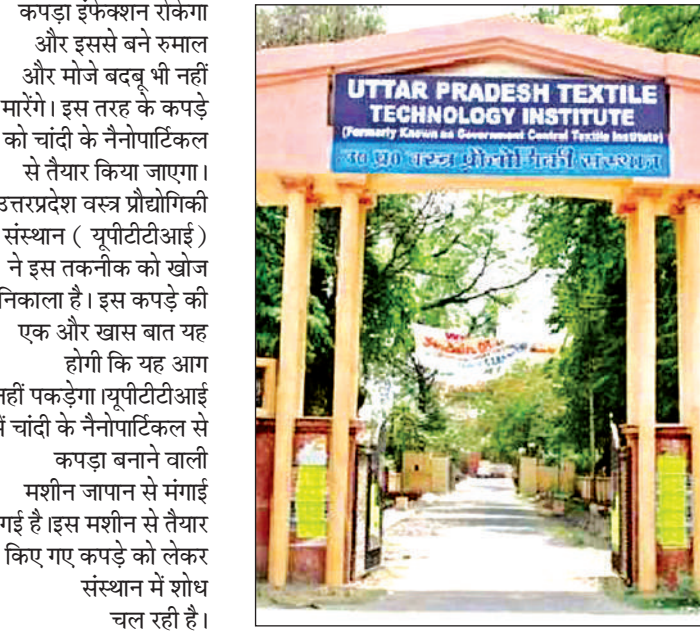 कपड़ा इंफेक्शन रोकेगा
और इससे बने रुमाल
और मोजे बदबू भी नहीं
मारेंगे। इस तरह के कपड़े
को चांदी के नैनोपार्टिकल
से तैयार किया जाएगा।
उत्तरप्रदेश वस्त्र प्रौद्योगिकी
संस्थान ( यूपीटीटीआई)
ने इस तकनीक को खोज
निकाला है। इस कपड़े की
एक और खास बात यह
होगी कि यह आग
नहीं पकड़ेगा।यूपीटीटीआई
में चांदी के नैनोपार्टिकल से
कपड़ा बनाने वाली
मशीन जापान से मंगाई
गई है।इस मशीन से तैयार
किए गए कपड़े को लेकर
संस्थान में शोध
चल रही है।
UTTAR PRADESH TEXTILE
TECHNOLOGY INSTITUTE
(Formerly Known as Government Central Textile Institute)
उ0 प्र0 वस्त्र प्रौद्योगिकी संस्थान